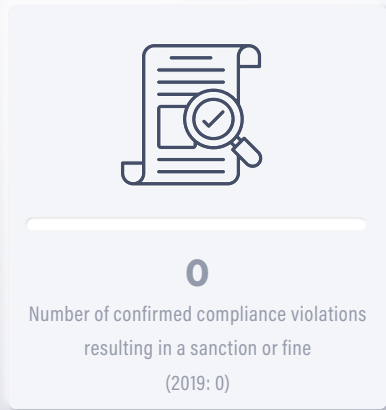 0
Number of confirmed compliance violations
resulting in a sanction or fine
(2019: 0)